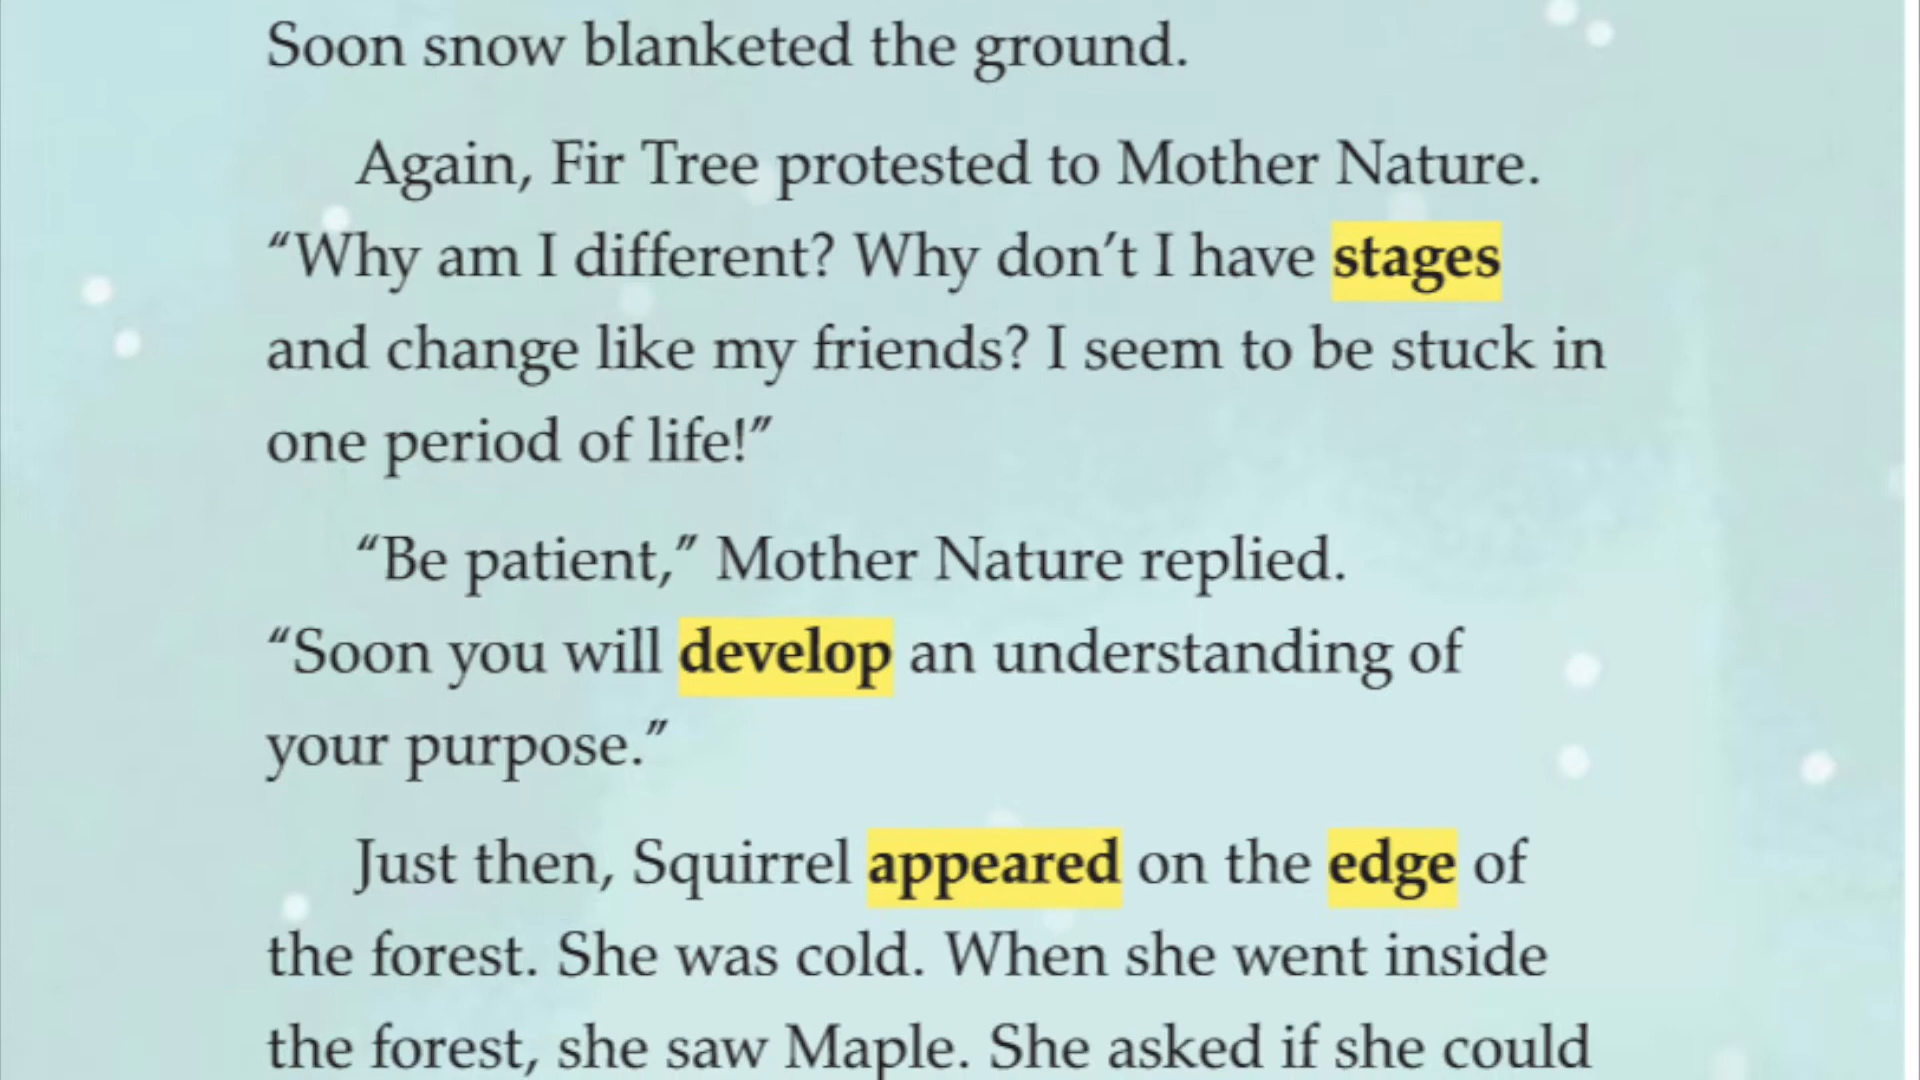 Soon snow blanketed the ground.
Again, Fir Tree protested to Mother Nature.
“Why am I different? Why don’t I have stages
and change like my friends? I seem to be stuck in
one period of life!”
“Be patient,” Mother Nature replied.
“Soon you will develop an understanding of
your purpose.”
Just then, Squirrel appeared on the edge of
the forest. She was cold. When she went inside
the forest, she saw Maple. She asked if she could